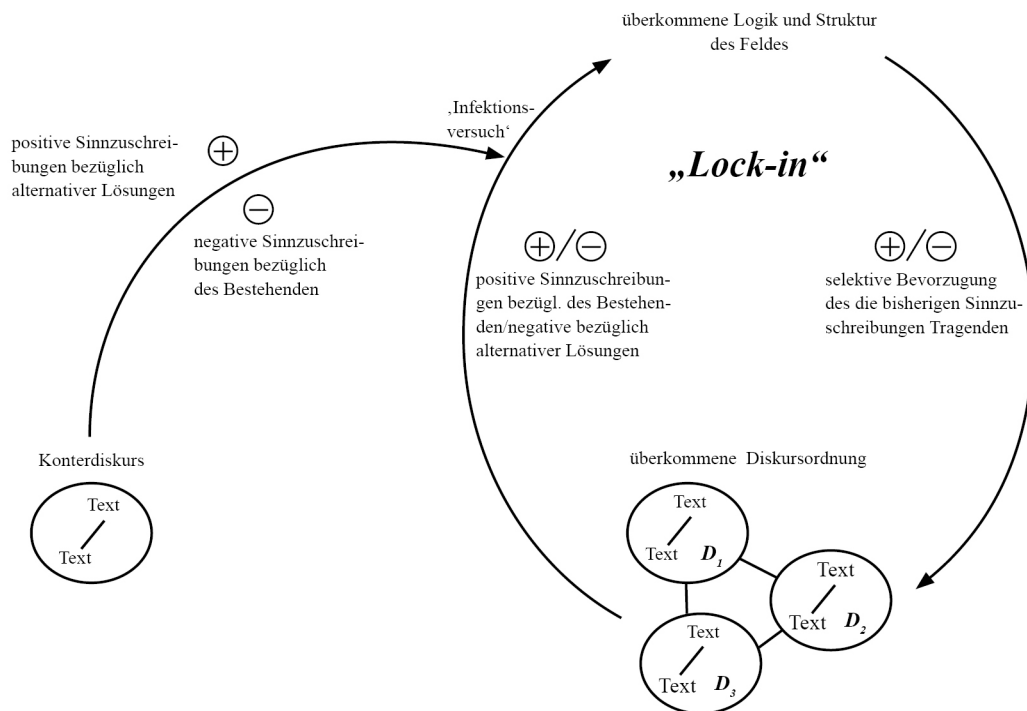 überkommene Logik und Struktur
des Feldes
‚Infektions-
versuch‘
positive Sinnzuschrei-
bungen bezüglich
alternativer Lösungen
+
„Lock-in“
−
negative Sinnzuschrei-
bungen bezüglich
des Bestehenden
+/−
positive Sinnzuschreibun-
gen bezügl. des Bestehen-
den/negative bezüglich
alternativer Lösungen
+/−
selektive Bevorzugung
des die bisherigen Sinnzu-
schreibungen Tragenden
Konterdiskurs
Text
Text
überkommene Diskursordnung
Text
Text D1
Text
Text D2
Text
Text D3